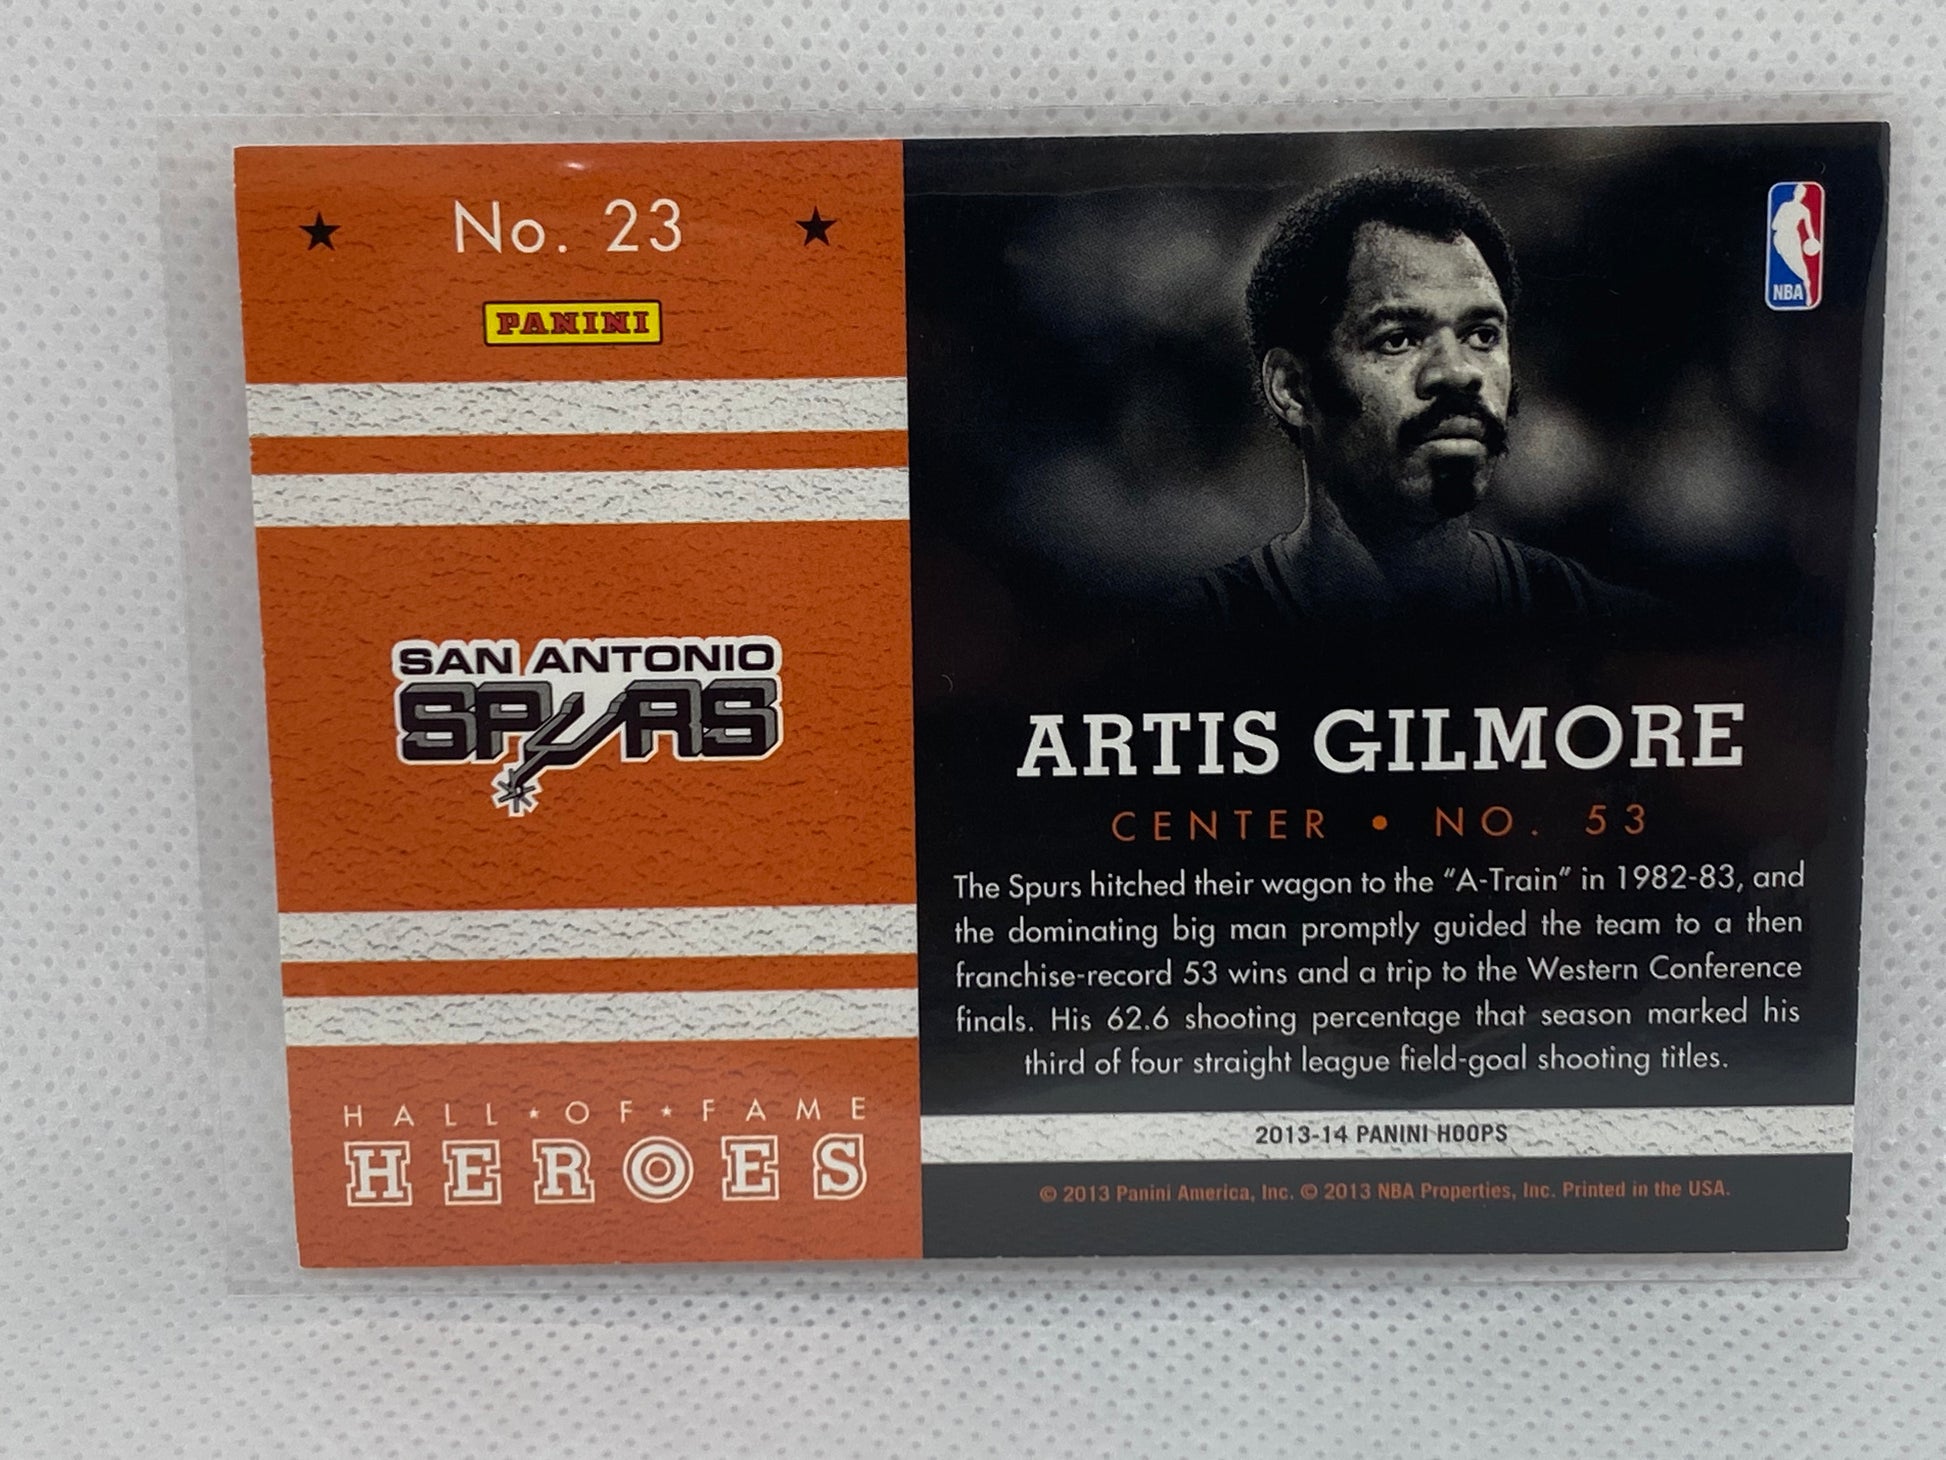 No. 23
PANINI
SAN ANTONIO
SPURS
HALL★OF★FAME
HEROES
NBA
ARTIS GILMORE
CENTER • NO. 53
The Spurs hitched their wagon to the “A-Train” in 1982-83, and
the dominating big man promptly guided the team to a then
franchise-record 53 wins and a trip to the Western Conference
finals. His 62.6 shooting percentage that season marked his
third of four straight league field-goal shooting titles.
2013-14 PANINI HOOPS
© 2013 Panini America, Inc. © 2013 NBA Properties, Inc. Printed in the USA.